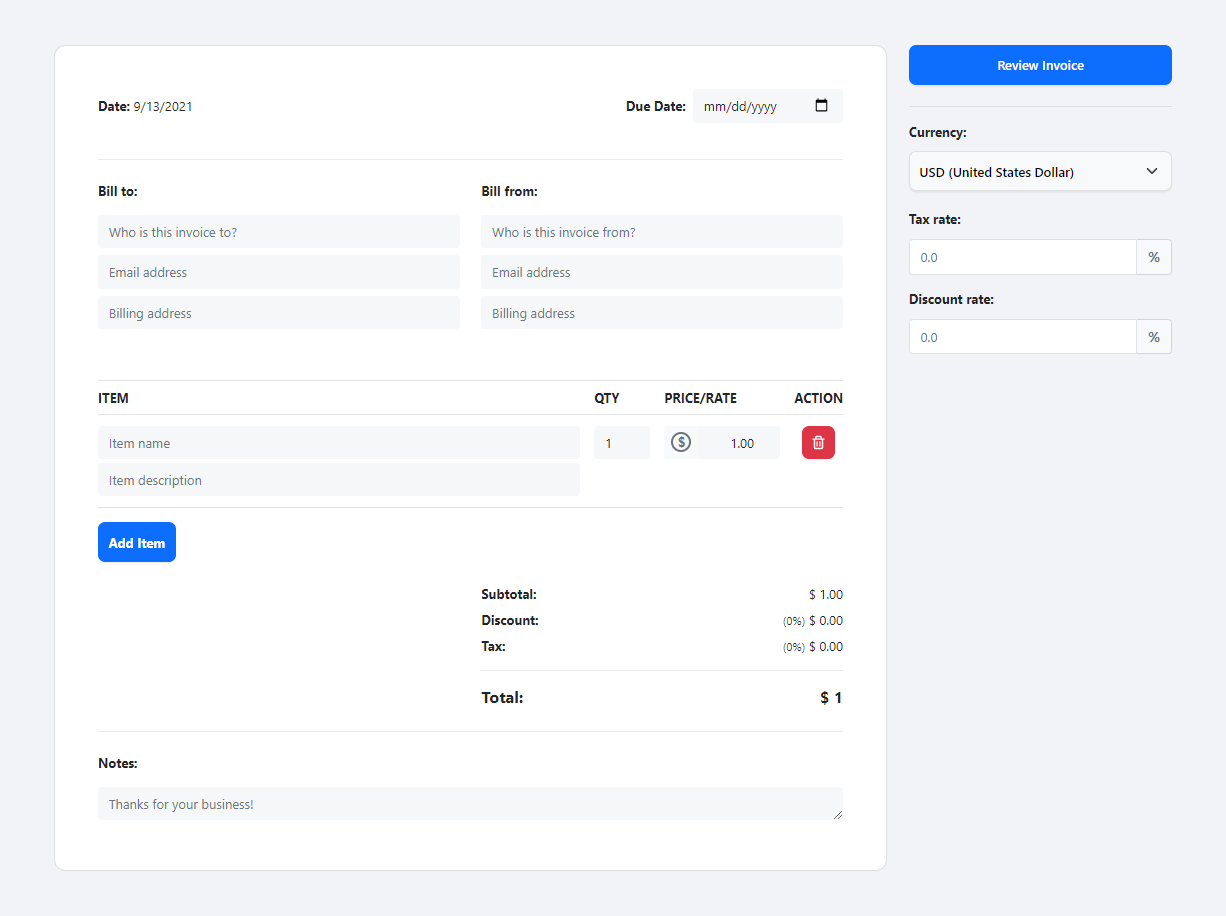 Date: 9/13/2021
Due Date: mm/dd/yyyy
Bill to:
Who is this invoice to?
Email address
Billing address
Bill from:
Who is this invoice from?
Email address
Billing address
ITEM QTY PRICE/RATE ACTION
Item name 1 $ 1.00
Item description
Add Item
Subtotal: $ 1.00
Discount: (0%) $ 0.00
Tax: (0%) $ 0.00
Total: $ 1
Notes:
Thanks for your business!
Review Invoice
Currency:
USD (United States Dollar)
Tax rate:
0.0 %
Discount rate:
0.0 %